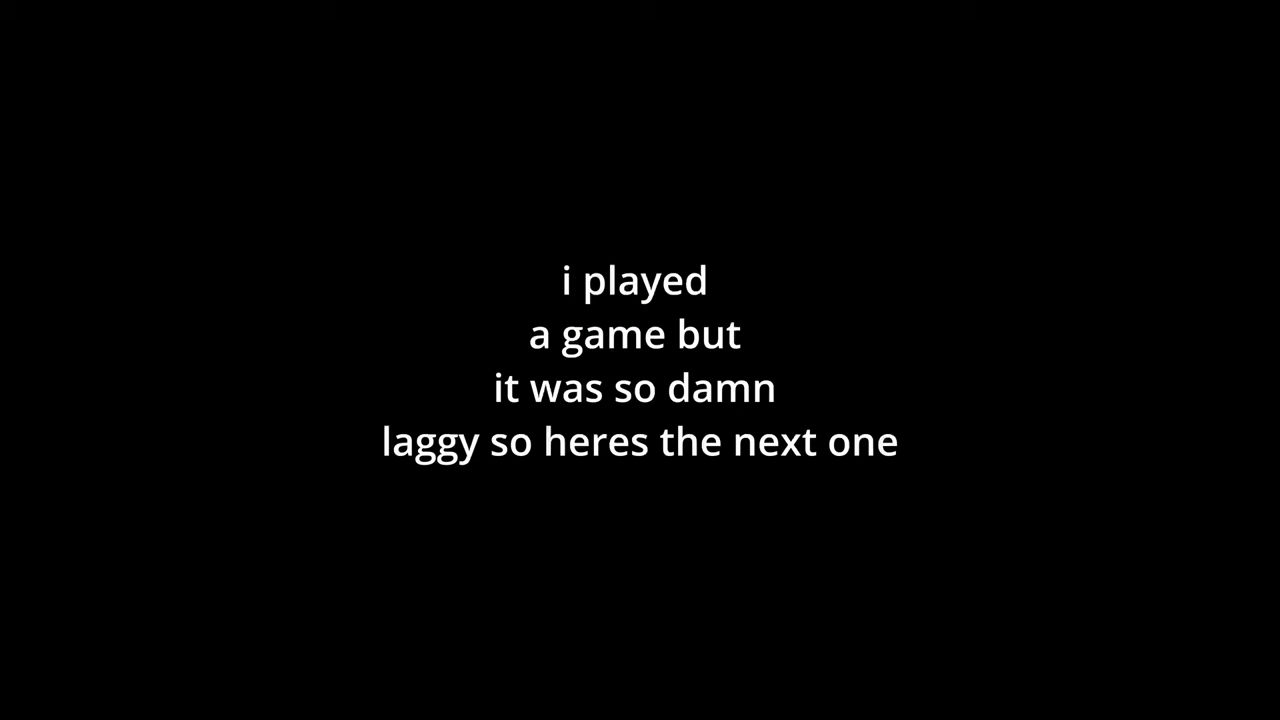 i played
a game but
it was so damn
laggy so heres the next one